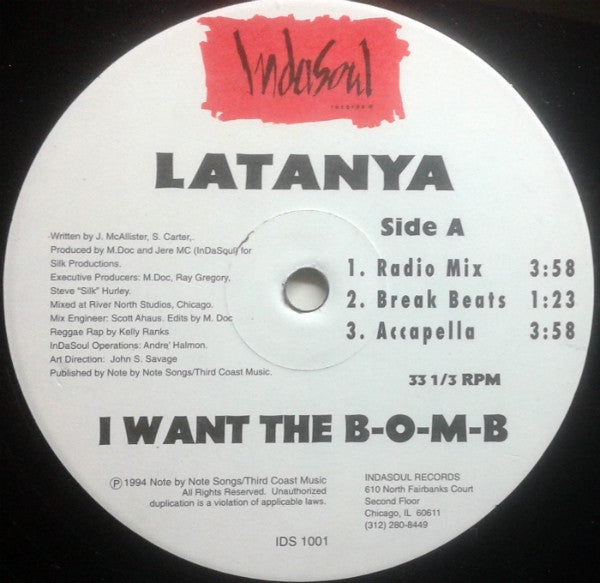 InDaSoul
records
LATANYA
Written by J. McAllister, S. Carter,
Produced by M.Doc and Jere MC (InDaSoul) for
Silk Productions.
Executive Producers: M.Doc, Ray Gregory,
Steve "Silk" Hurley.
Mixed at River North Studios, Chicago.
Mix Engineer: Scott Ahaus. Edits by M. Doc
Reggae Rap by Kelly Ranks
InDaSoul Operations: Andre' Halmon.
Art Direction: John S. Savage
Published by Note by Note Songs/Third Coast Music.
Side A
1. Radio Mix 3:58
2. Break Beats 1:23
3. Accapella 3:58
33 1/3 RPM
I WANT THE B-O-M-B
℗ 1994 Note by Note Songs/Third Coast Music
All Rights Reserved. Unauthorized
duplication is a violation of applicable laws.
INDASOUL RECORDS
610 North Fairbanks Court
Second Floor
Chicago, IL 60611
(312) 280-8449
IDS 1001